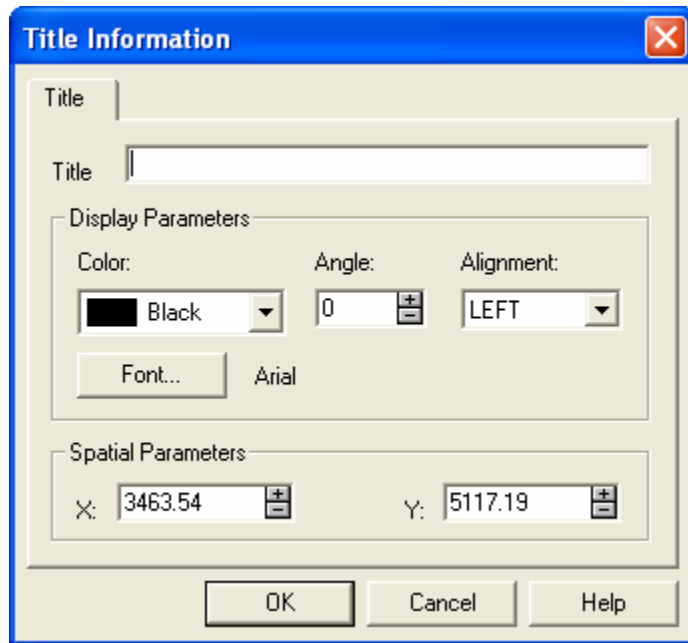 Title Information
Title
Title
Display Parameters
Color: Angle: Alignment:
Black 0 LEFT
Font... Arial
Spatial Parameters
X: 3463.54 Y: 5117.19
OK Cancel Help